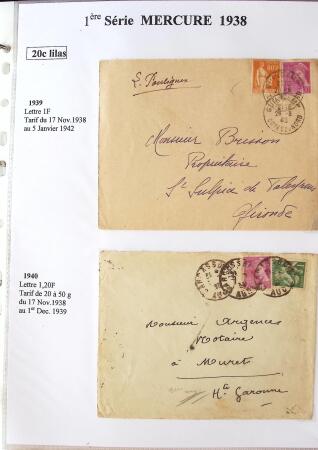 1ère Série MERCURE 1938
20c lilas
1939
Lettre 1F
Tarif du 17 Nov.1938
au 5 Janvier 1942
Monsieur Buisson
Propriétaire
St Sulpice de
Gironde
1940
Lettre 1,20F
Tarif de 20 à 50 g
du 17 Nov.1938
au 1er Dec. 1939
Monsieur Argences
Notaire
à Muret
Hte Garonne